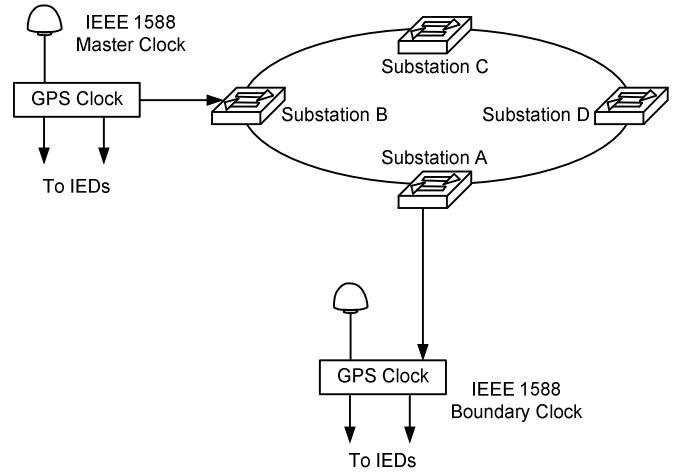 IEEE 1588
Master Clock
GPS Clock
To IEDs
Substation C
Substation B
Substation D
Substation A
GPS Clock
IEEE 1588
Boundary Clock
To IEDs